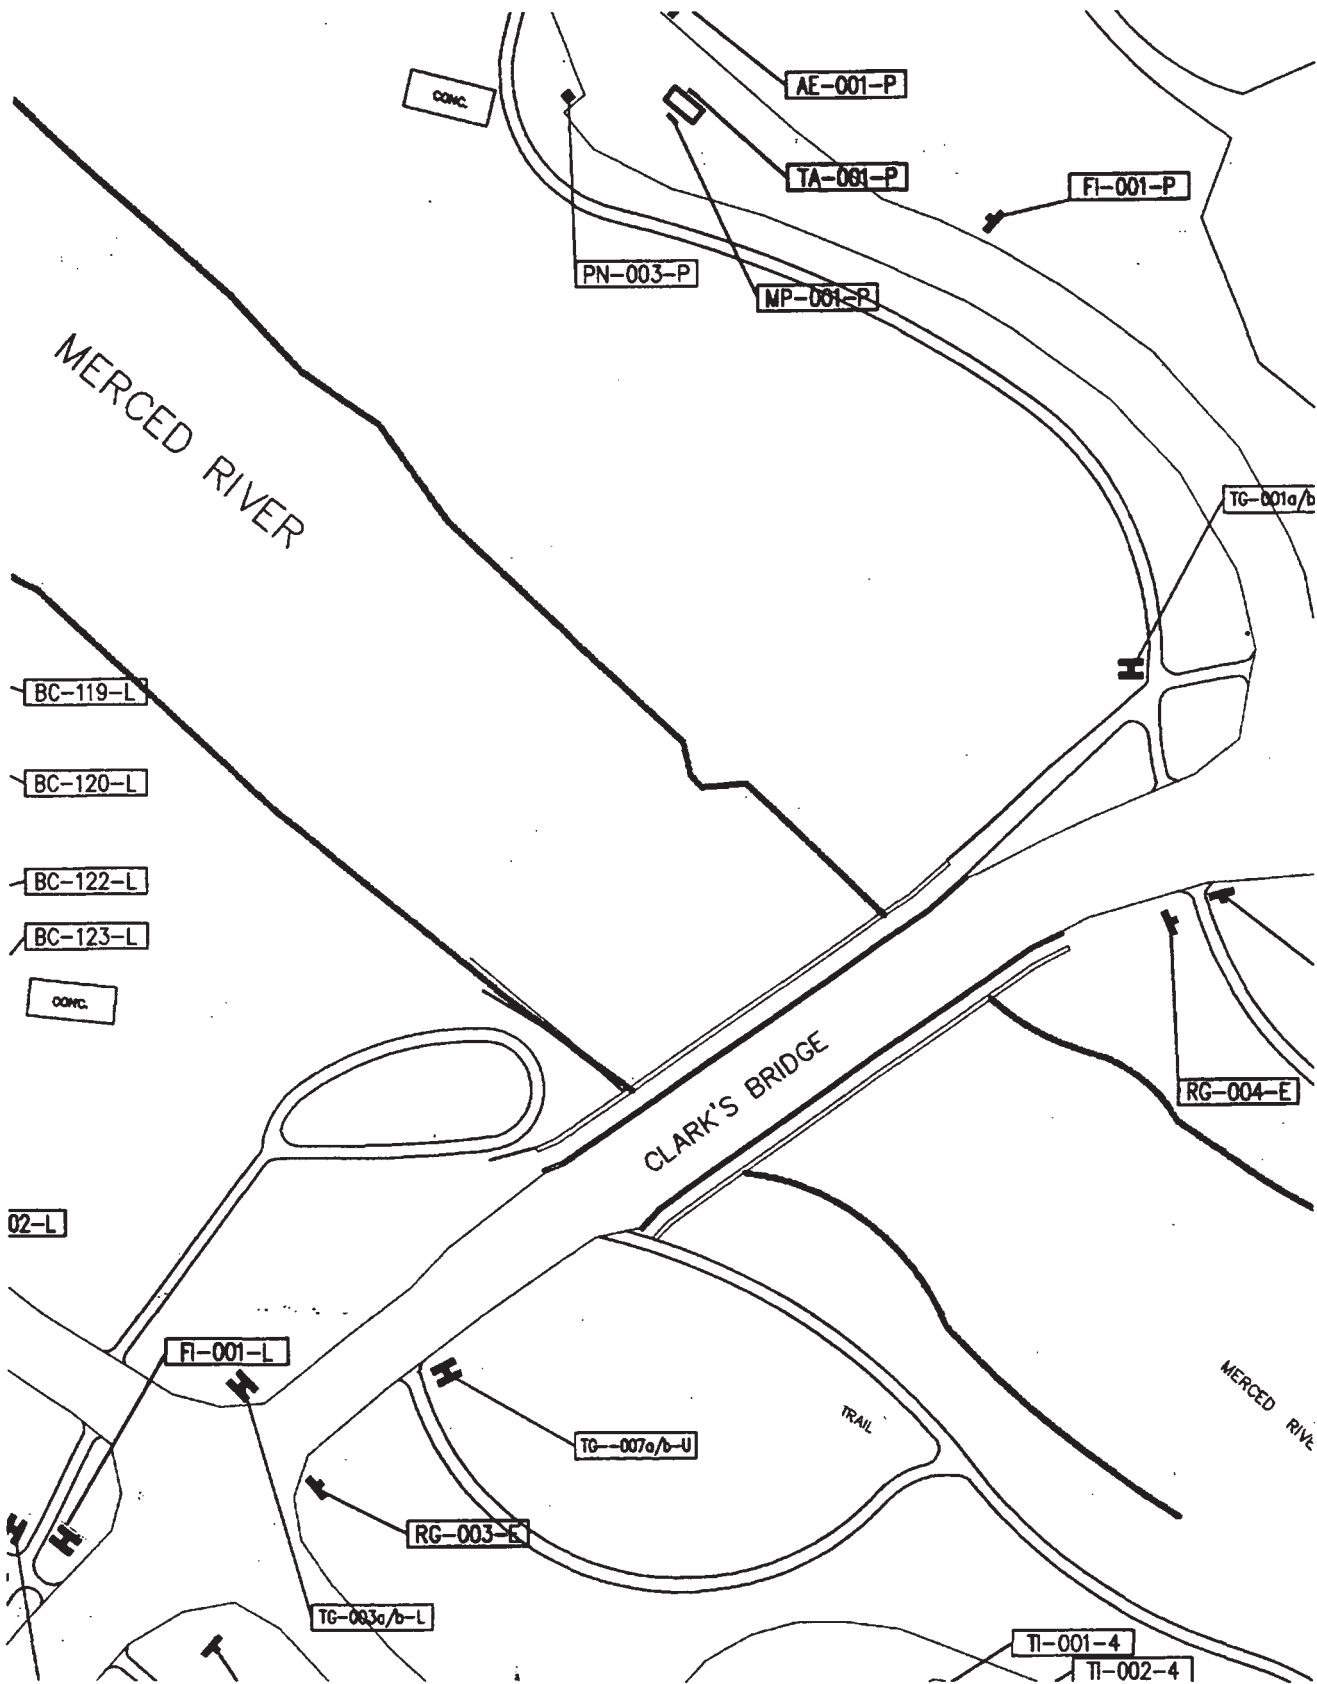 AE-001-P
CONC.
TA-001-P
FI-001-P
PN-003-P
MP-001-P
MERCED RIVER
TG-001a/b
BC-119-L
BC-120-L
BC-122-L
BC-123-L
CONC.
CLARK'S BRIDGE
RG-004-E
02-L
FI-001-L
MERCED RIVE
TRAIL
TG--007a/b-U
RG-003-E
TG-003a/b-L
TI-001-4
TI-002-4